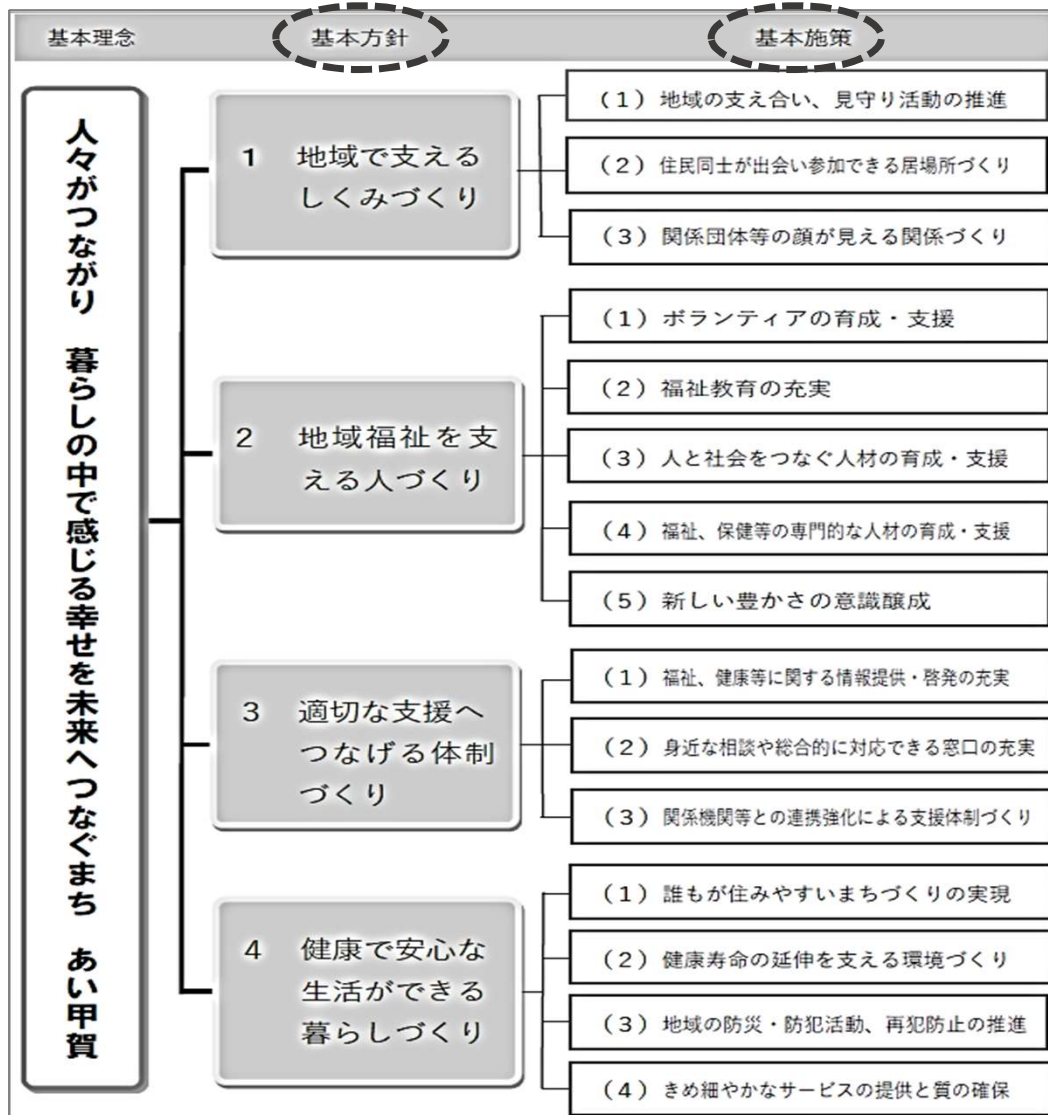 基本理念 基本方針 基本施策
人々がつながり 暮らしの中で感じる幸せを未来へつなぐまち あい甲賀
1 地域で支える
しくみづくり
(1)地域の支え合い、見守り活動の推進
(2)住民同士が出会い参加できる居場所づくり
(3)関係団体等の顔が見える関係づくり
2 地域福祉を支
える人づくり
(1)ボランティアの育成・支援
(2)福祉教育の充実
(3)人と社会をつなぐ人材の育成・支援
(4)福祉、保健等の専門的な人材の育成・支援
(5)新しい豊かさの意識醸成
3 適切な支援へ
つなげる体制
づくり
(1)福祉、健康等に関する情報提供・啓発の充実
(2)身近な相談や総合的に対応できる窓口の充実
(3)関係機関等との連携強化による支援体制づくり
4 健康で安心な
生活ができる
暮らしづくり
(1)誰もが住みやすいまちづくりの実現
(2)健康寿命の延伸を支える環境づくり
(3)地域の防災・防犯活動、再犯防止の推進
(4)きめ細やかなサービスの提供と質の確保